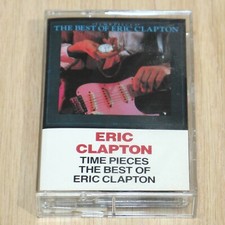 THE BEST OF ERIC CLAPTON
ERIC
CLAPTON
TIME PIECES
THE BEST OF
ERIC CLAPTON